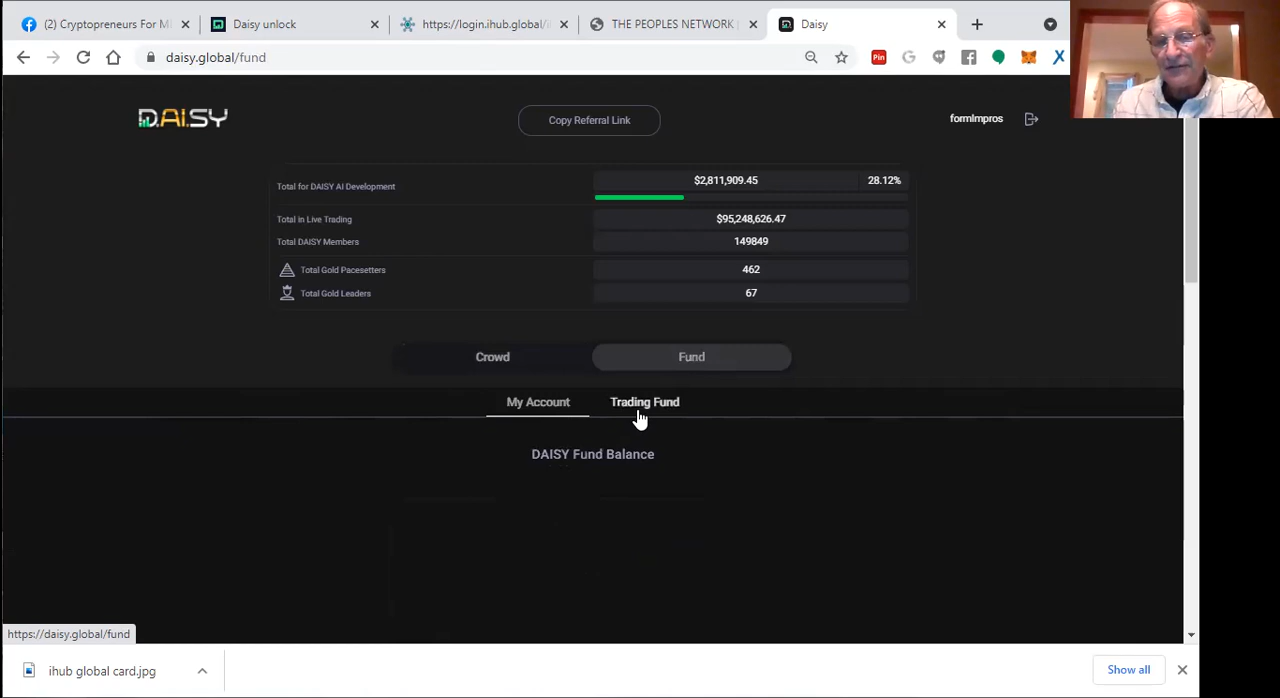 (2) Cryptopreneurs For M
Daisy unlock
https://login.ihub.global/
THE PEOPLES NETWORK
Daisy
daisy.global/fund
Pin
G
X
DAISY
Copy Referral Link
formlmpros
Total for DAISY AI Development
$2,811,909.45
28.12%
Total in Live Trading
$95,248,626.47
Total DAISY Members
149849
Total Gold Pacesetters
462
Total Gold Leaders
67
Crowd
Fund
My Account
Trading Fund
DAISY Fund Balance
https://daisy.global/fund
ihub global card.jpg
Show all